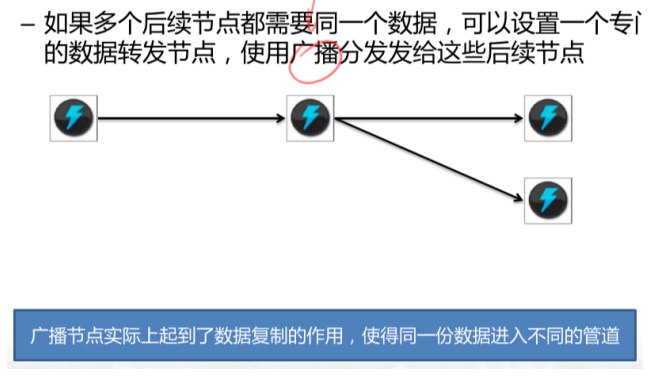 – 如果多个后续节点都需要同一个数据，可以设置一个专门
的数据转发节点，使用广播分发发给这些后续节点
广播节点实际上起到了数据复制的作用，使得同一份数据进入不同的管道